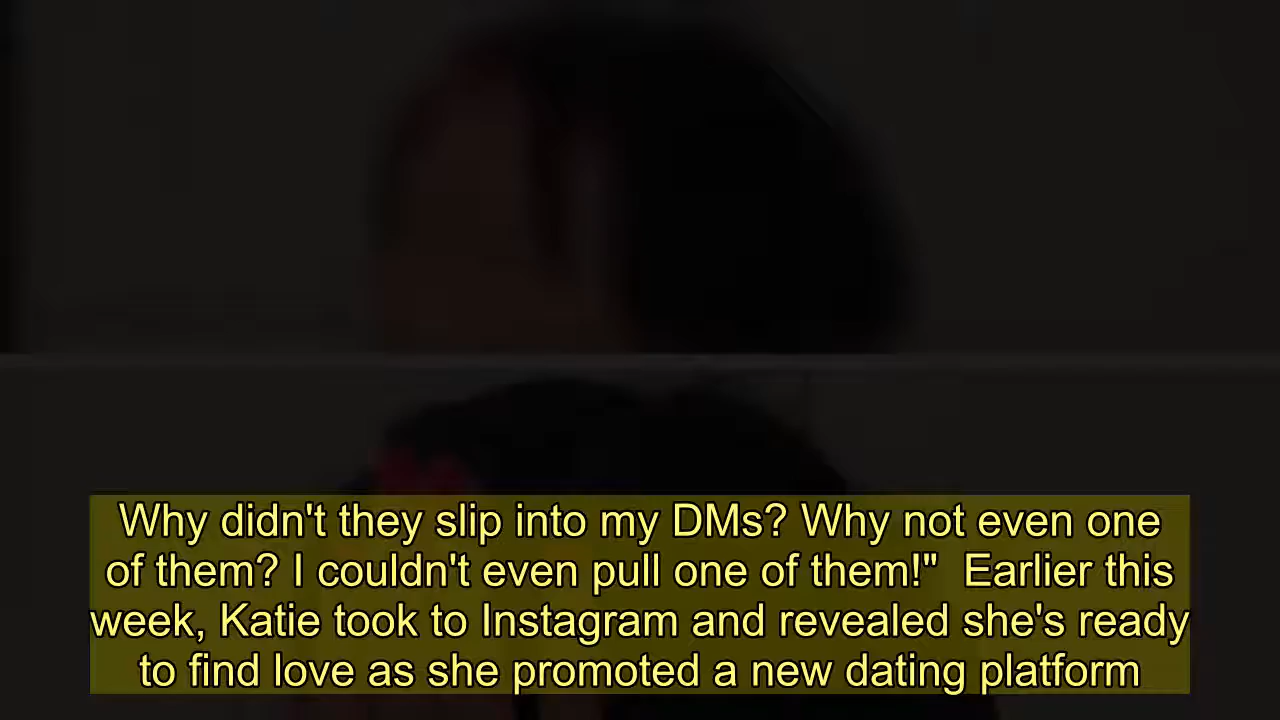 Why didn't they slip into my DMs? Why not even one
of them? I couldn't even pull one of them!"  Earlier this
week, Katie took to Instagram and revealed she's ready
to find love as she promoted a new dating platform